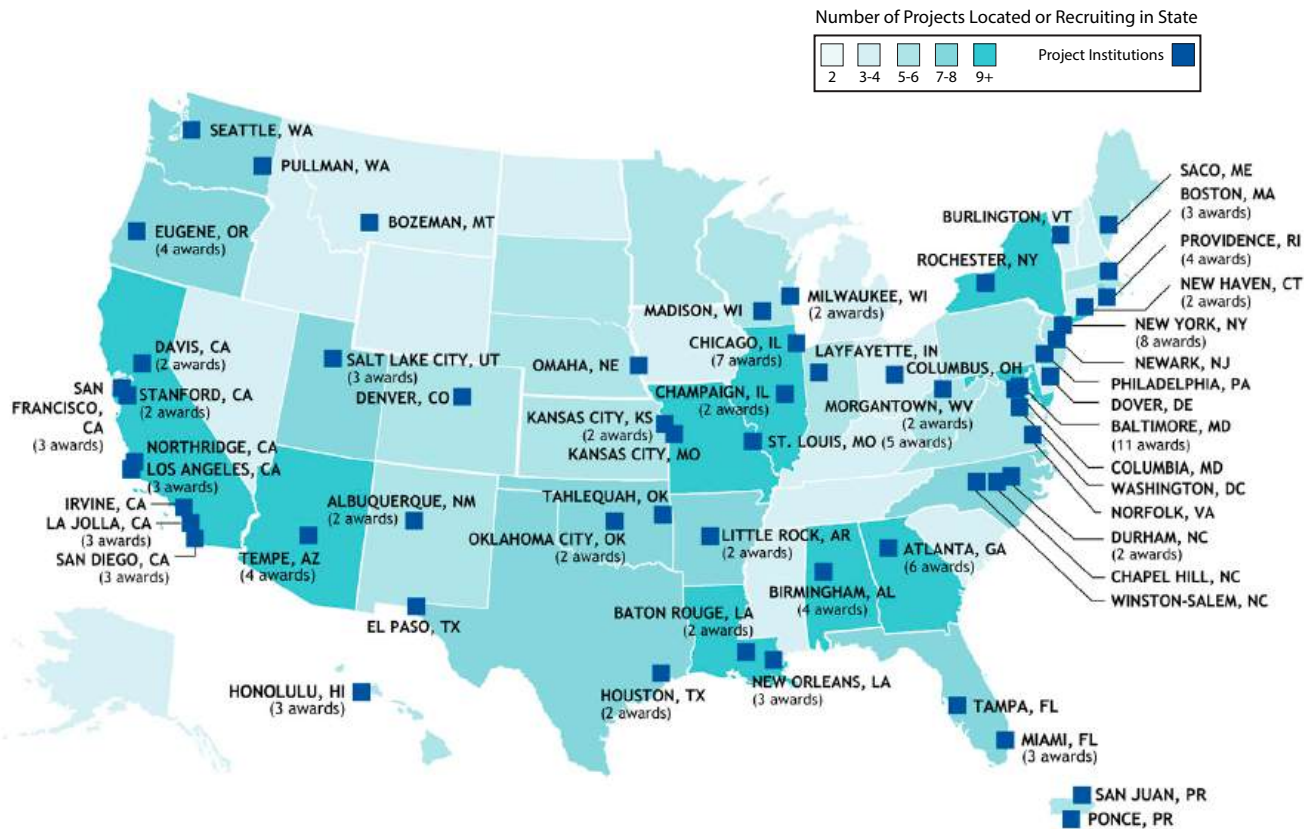 Number of Projects Located or Recruiting in State
2
3-4
5-6
7-8
9+
Project Institutions
SEATTLE, WA
PULLMAN, WA
BOZEMAN, MT
EUGENE, OR
(4 awards)
DAVIS, CA
(2 awards)
SAN
FRANCISCO,
CA
(3 awards)
STANFORD, CA
(2 awards)
NORTHRIDGE, CA
LOS ANGELES, CA
(3 awards)
IRVINE, CA
LA JOLLA, CA
(3 awards)
SAN DIEGO, CA
(3 awards)
SALT LAKE CITY, UT
(3 awards)
DENVER, CO
TEMPE, AZ
(4 awards)
ALBUQUERQUE, NM
(2 awards)
EL PASO, TX
HONOLULU, HI
(3 awards)
OMAHA, NE
KANSAS CITY, KS
(2 awards)
KANSAS CITY, MO
TAHLEQUAH, OK
OKLAHOMA CITY, OK
(2 awards)
HOUSTON, TX
(2 awards)
MADISON, WI
MILWAUKEE, WI
(2 awards)
CHICAGO, IL
(7 awards)
CHAMPAIGN, IL
(2 awards)
ST. LOUIS, MO (5 awards)
LAYFAYETTE, IN
COLUMBUS, OH
MORGANTOWN, WV
(2 awards)
LITTLE ROCK, AR
(2 awards)
BATON ROUGE, LA
(2 awards)
NEW ORLEANS, LA
(3 awards)
BIRMINGHAM, AL
(4 awards)
ATLANTA, GA
(6 awards)
TAMPA, FL
MIAMI, FL
(3 awards)
SAN JUAN, PR
PONCE, PR
BURLINGTON, VT
ROCHESTER, NY
SACO, ME
BOSTON, MA
(3 awards)
PROVIDENCE, RI
(4 awards)
NEW HAVEN, CT
(2 awards)
NEW YORK, NY
(8 awards)
NEWARK, NJ
PHILADELPHIA, PA
DOVER, DE
BALTIMORE, MD
(11 awards)
COLUMBIA, MD
WASHINGTON, DC
NORFOLK, VA
DURHAM, NC
(2 awards)
CHAPEL HILL, NC
WINSTON-SALEM, NC